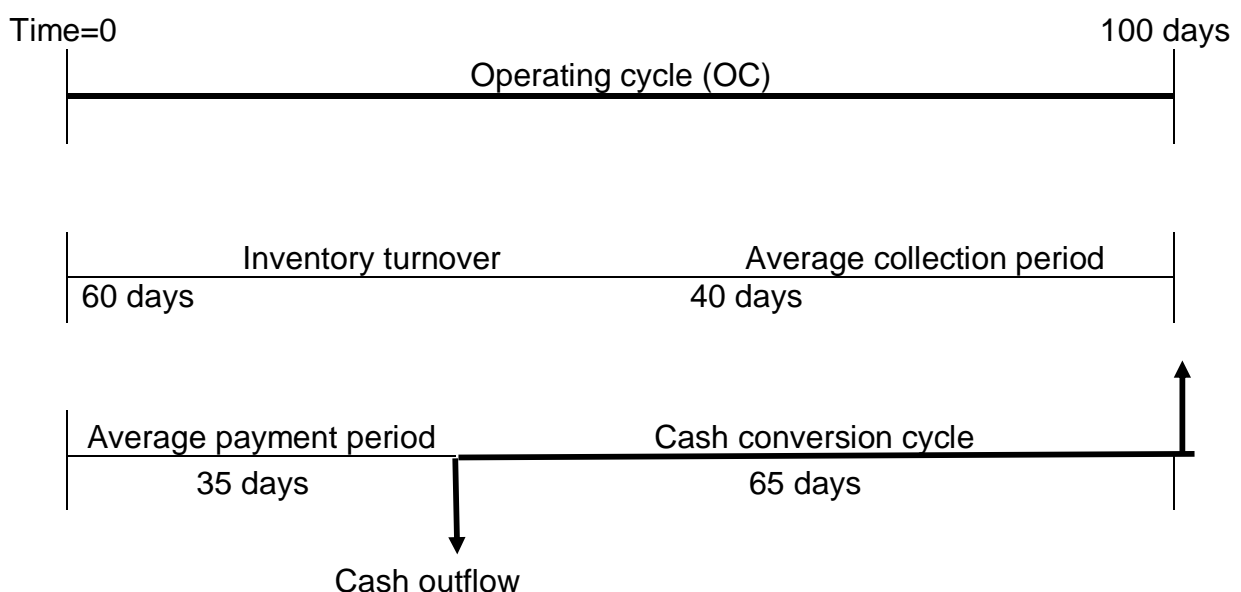 Time=0 100 days
Operating cycle (OC)
Inventory turnover Average collection period
60 days 40 days
Average payment period Cash conversion cycle
35 days 65 days
Cash outflow